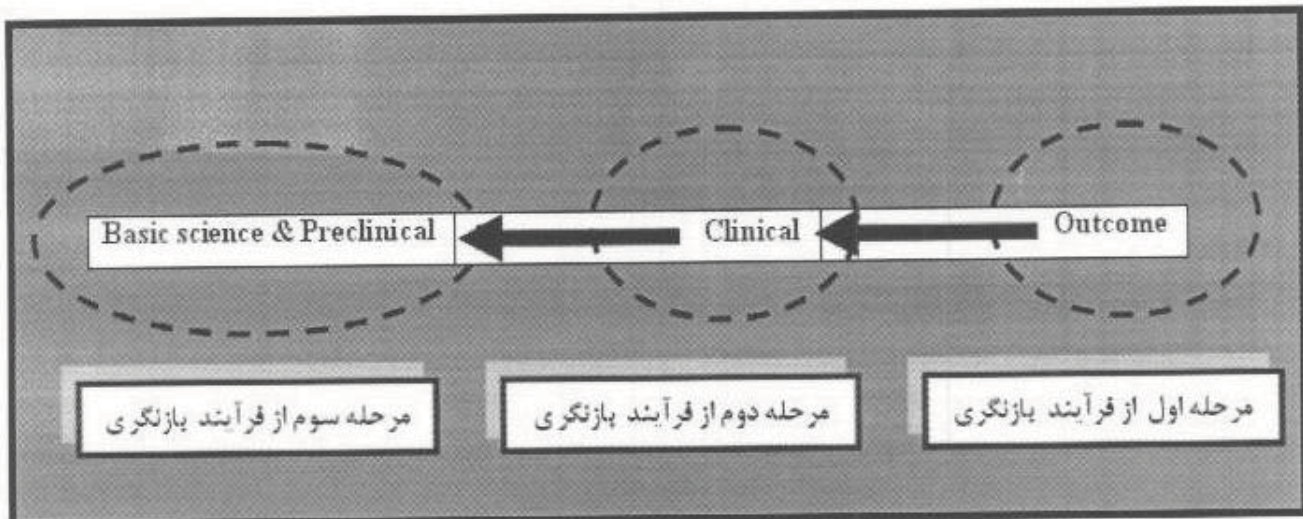 Basic science & Preclinical
Clinical
Outcome
مرحله اول از فرآیند بازنگری
مرحله دوم از فرآیند بازنگری
مرحله سوم از فرآیند بازنگری